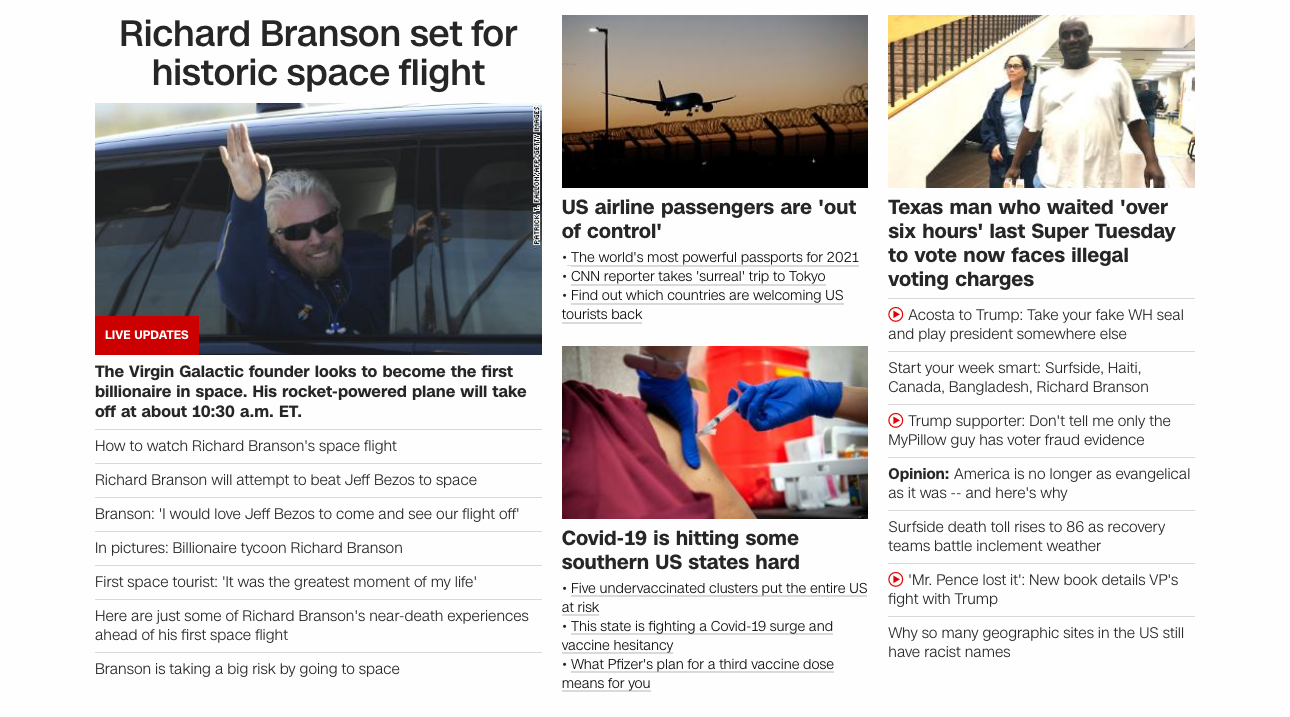 Richard Branson set for
historic space flight
PATRICK T. FALLON/AFP/GETTY IMAGES
LIVE UPDATES
The Virgin Galactic founder looks to become the first
billionaire in space. His rocket-powered plane will take
off at about 10:30 a.m. ET.
How to watch Richard Branson's space flight
Richard Branson will attempt to beat Jeff Bezos to space
Branson: 'I would love Jeff Bezos to come and see our flight off'
In pictures: Billionaire tycoon Richard Branson
First space tourist: 'It was the greatest moment of my life'
Here are just some of Richard Branson's near-death experiences
ahead of his first space flight
Branson is taking a big risk by going to space
US airline passengers are 'out
of control'
• The world's most powerful passports for 2021
• CNN reporter takes 'surreal' trip to Tokyo
• Find out which countries are welcoming US
tourists back
Covid-19 is hitting some
southern US states hard
• Five undervaccinated clusters put the entire US
at risk
• This state is fighting a Covid-19 surge and
vaccine hesitancy
• What Pfizer's plan for a third vaccine dose
means for you
Texas man who waited 'over
six hours' last Super Tuesday
to vote now faces illegal
voting charges
Acosta to Trump: Take your fake WH seal
and play president somewhere else
Start your week smart: Surfside, Haiti,
Canada, Bangladesh, Richard Branson
Trump supporter: Don't tell me only the
MyPillow guy has voter fraud evidence
Opinion: America is no longer as evangelical
as it was -- and here's why
Surfside death toll rises to 86 as recovery
teams battle inclement weather
'Mr. Pence lost it': New book details VP's
fight with Trump
Why so many geographic sites in the US still
have racist names